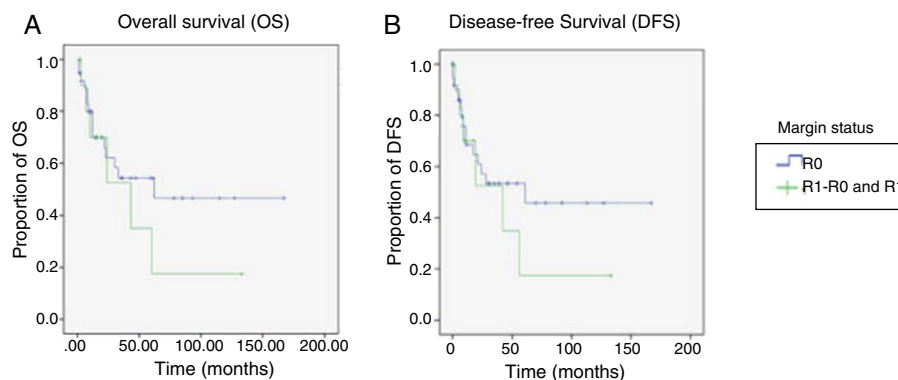 A
Overall survival (OS)
Proportion of OS
1.0
0.8
0.6
0.4
0.2
0.0
.00
50.00
100.00
150.00
200.00
Time (months)
B
Disease-free Survival (DFS)
Proportion of DFS
1.0
0.8
0.6
0.4
0.2
0.0
0
50
100
150
200
Time (months)
Margin status
R0
R1-R0 and R1